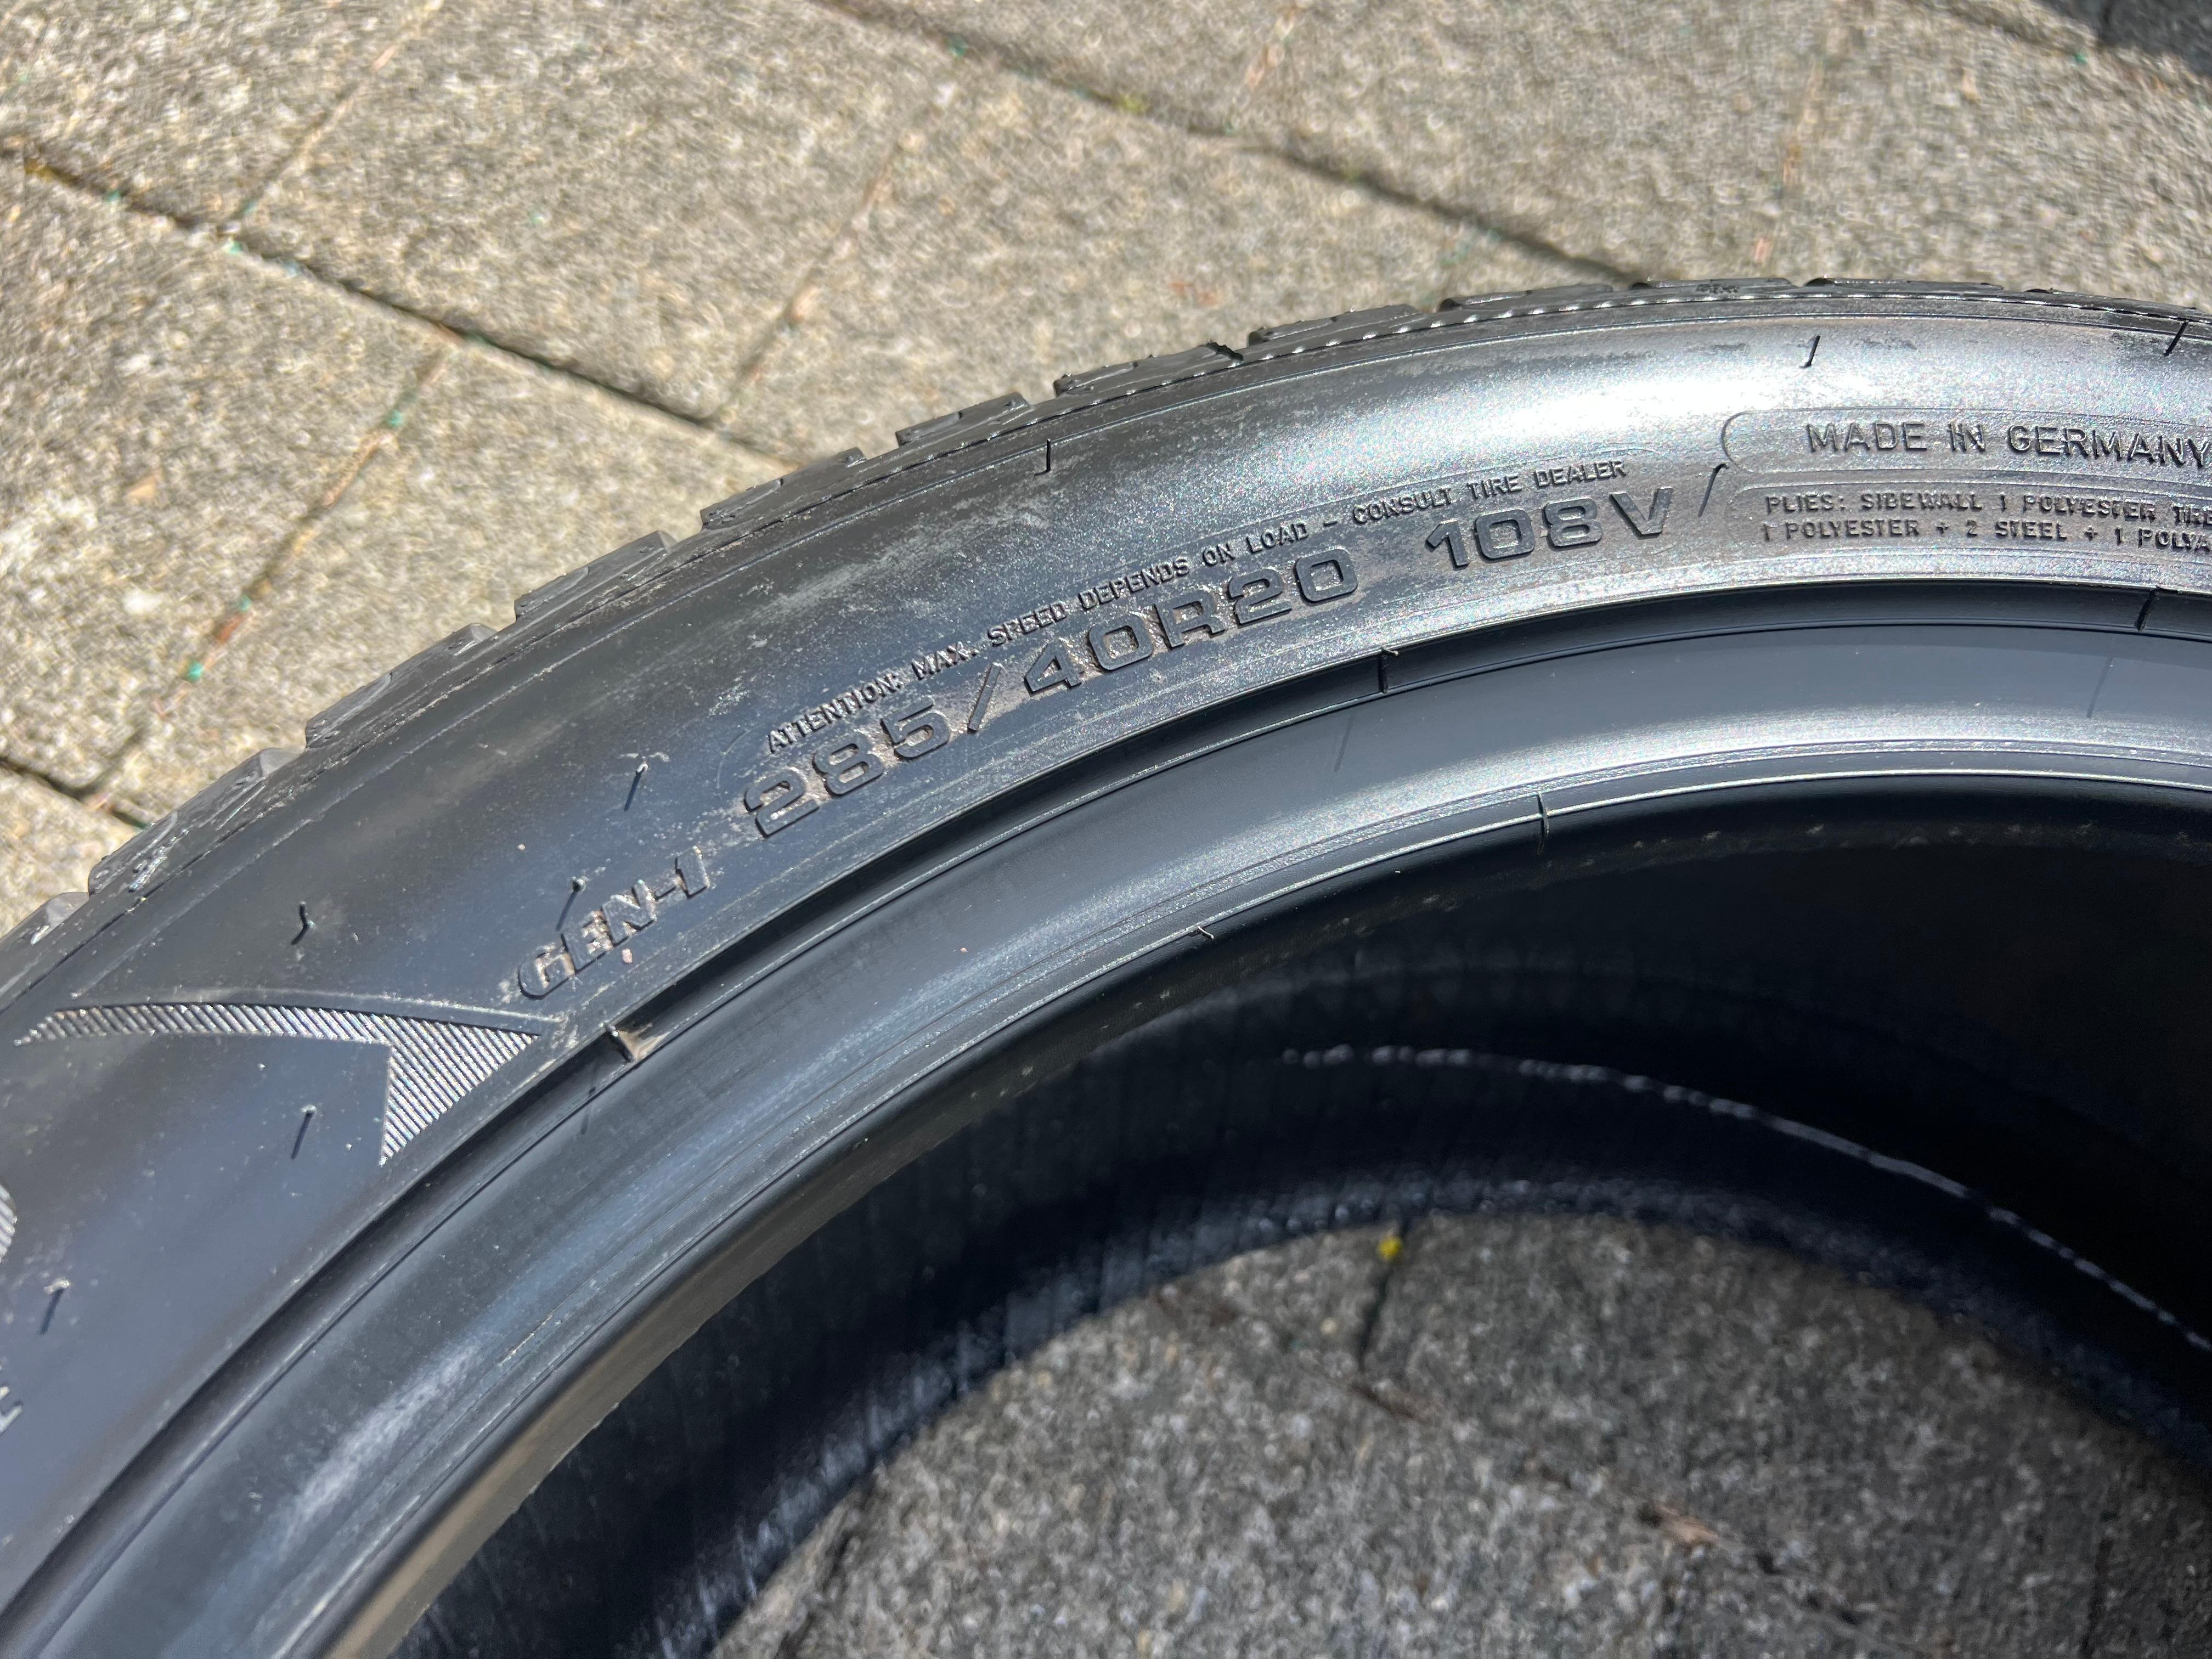 MADE IN GERMANY
ATTENTION: MAX. SPEED DEPENDS ON LOAD - CONSULT TIRE DEALER
285/40R20 108V
PLIES: SIDEWALL 1 POLYESTER
1 POLYESTER + 2 STEEL + 1
GEN-1